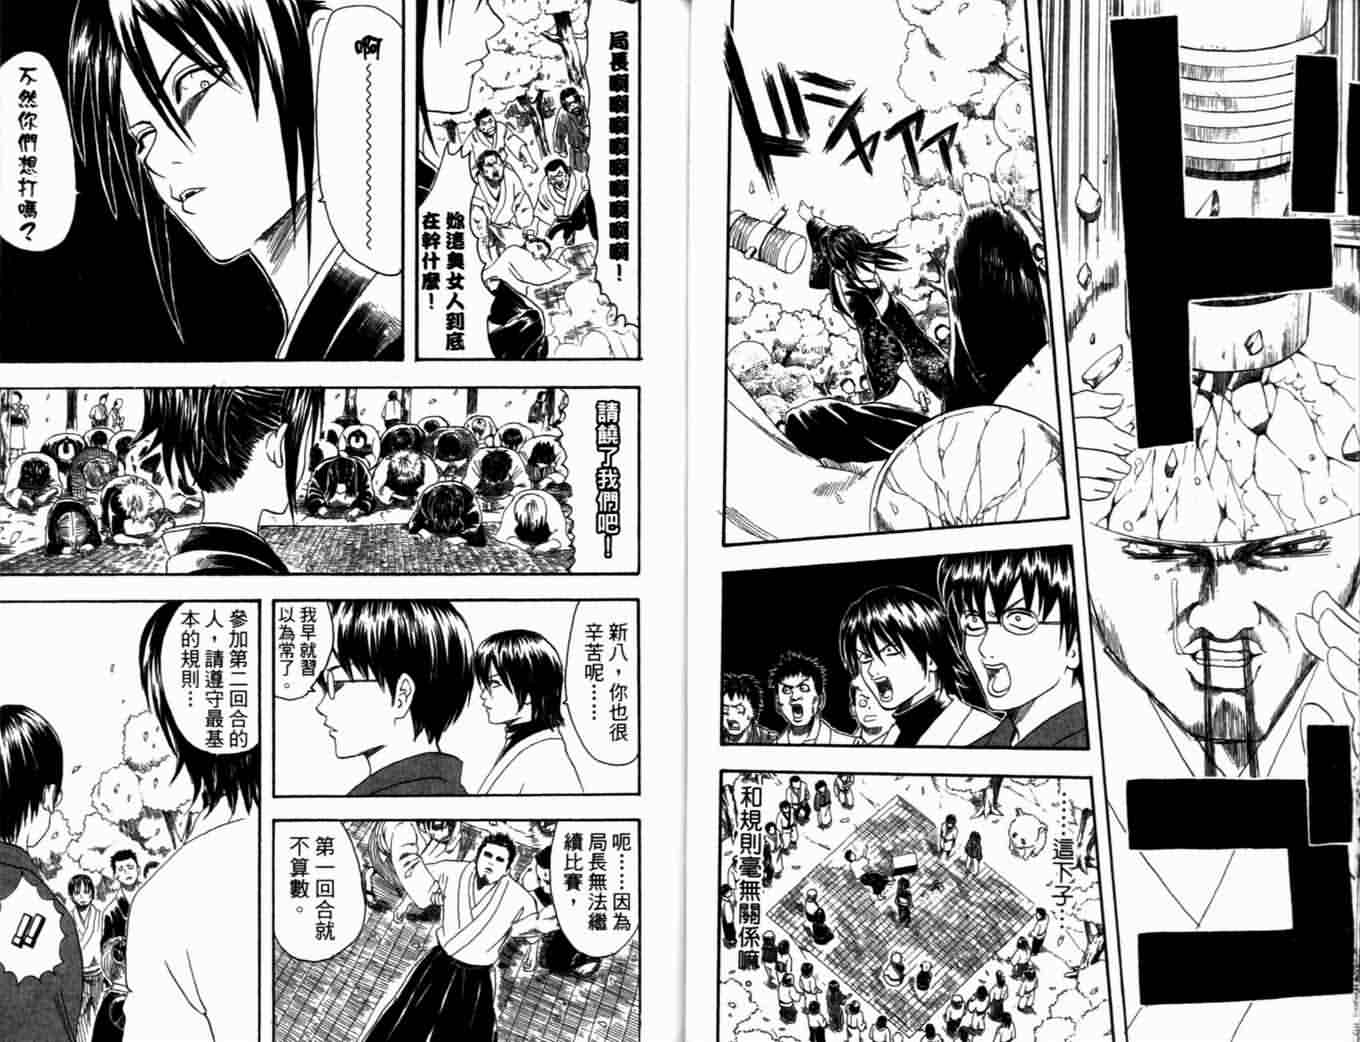 ドゴ
ドチャァァ
……這下子…
和規則毫無關係嘛
局長啊啊啊啊啊啊啊啊啊！
妳這臭女人到底
在幹什麼！
啊～～～～～～
不然你們想打嗎？
請饒了我們吧！
新八，你也很
辛苦呢……
我早就習
以為常了。
參加第二回合的
人，請遵守最基
本的規則…
呃……因為
局長無法繼
續比賽，
第一回合就
不算數。
!!